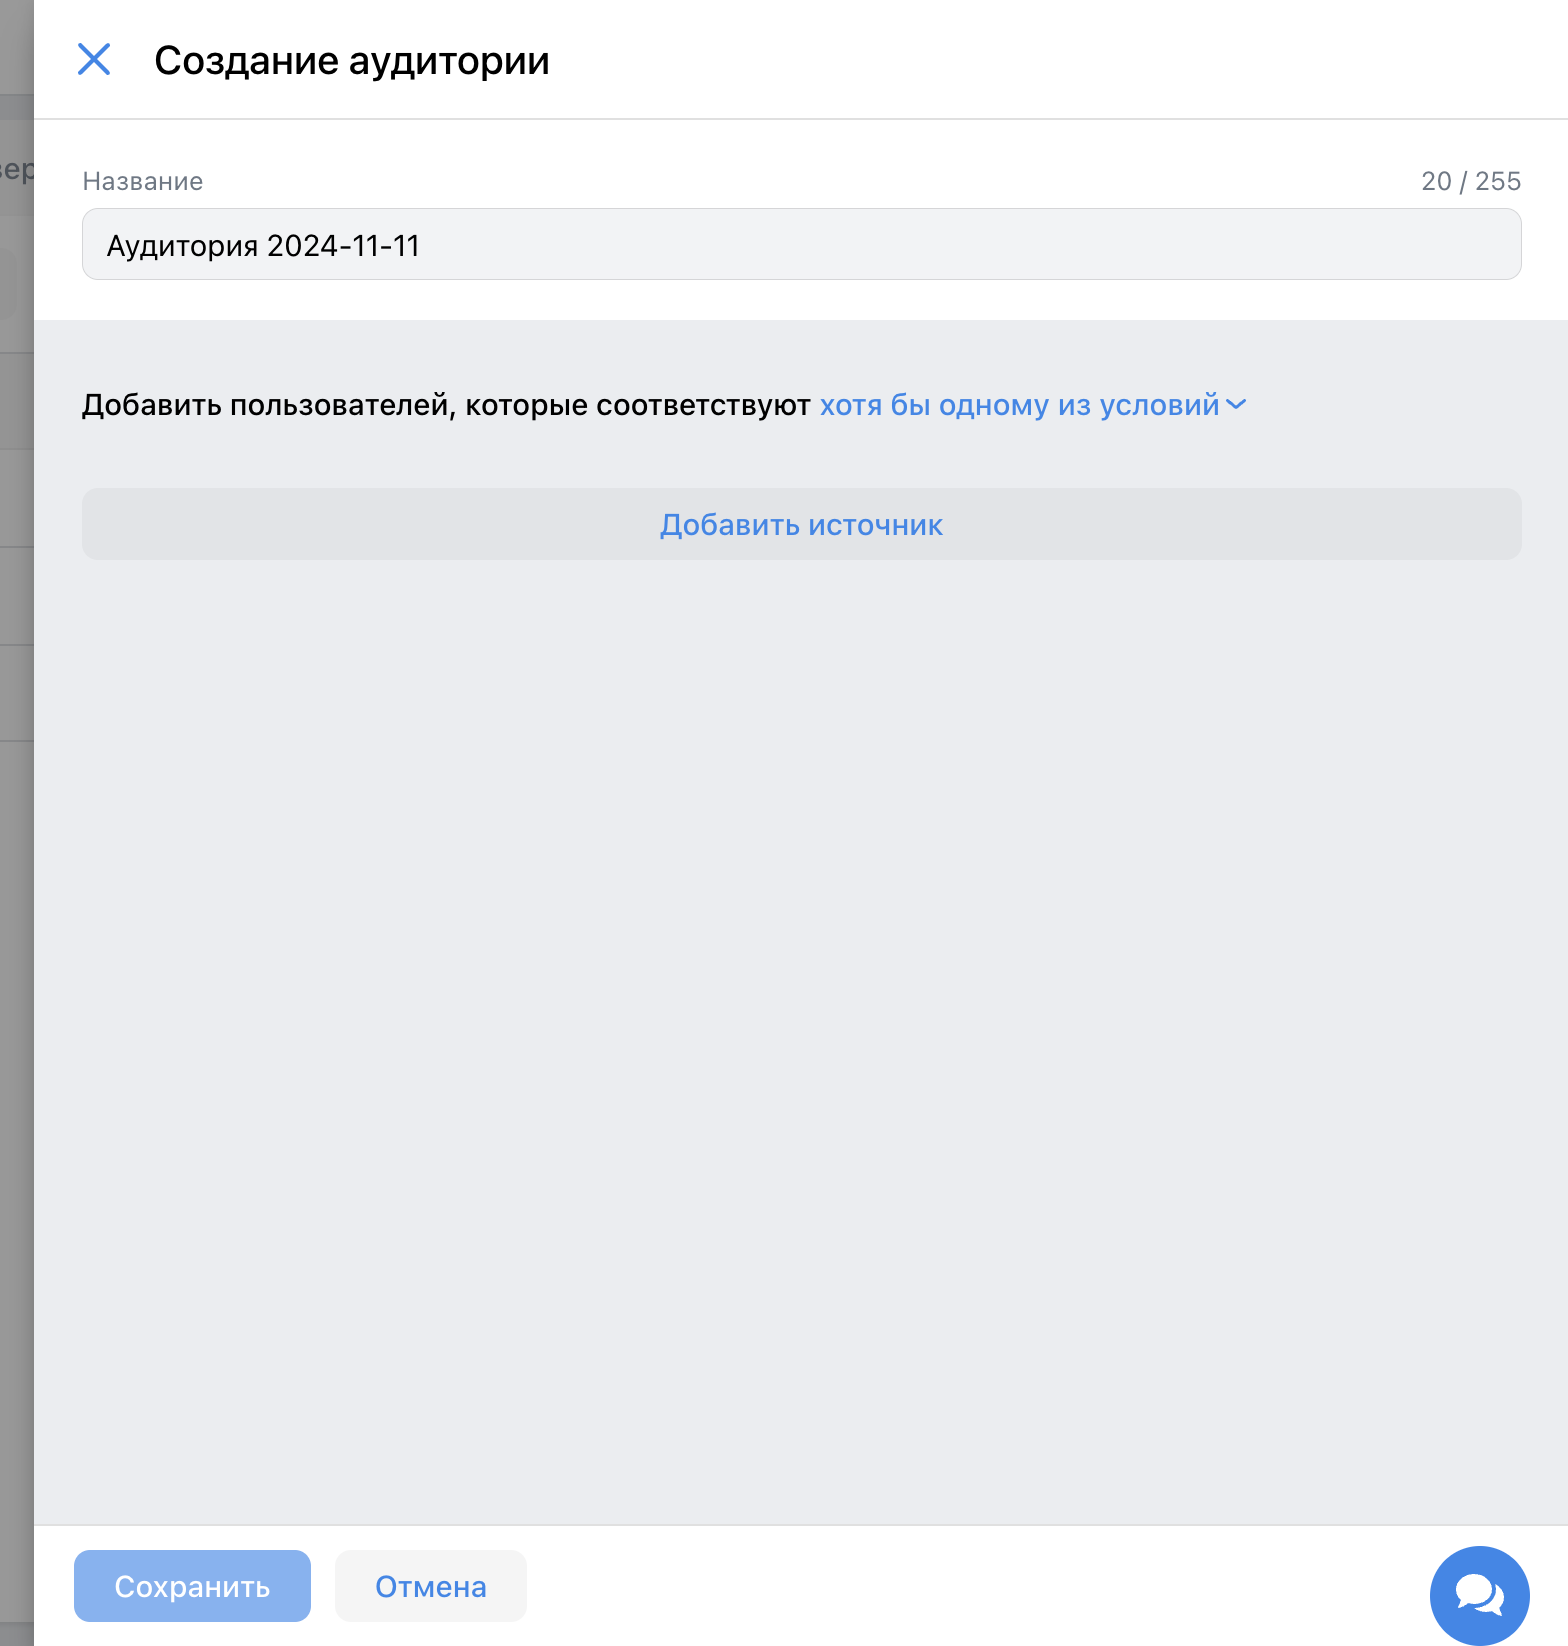 Создание аудитории
Название
20 / 255
Аудитория 2024-11-11
Добавить пользователей, которые соответствуют хотя бы одному из условий
Добавить источник
Сохранить
Отмена